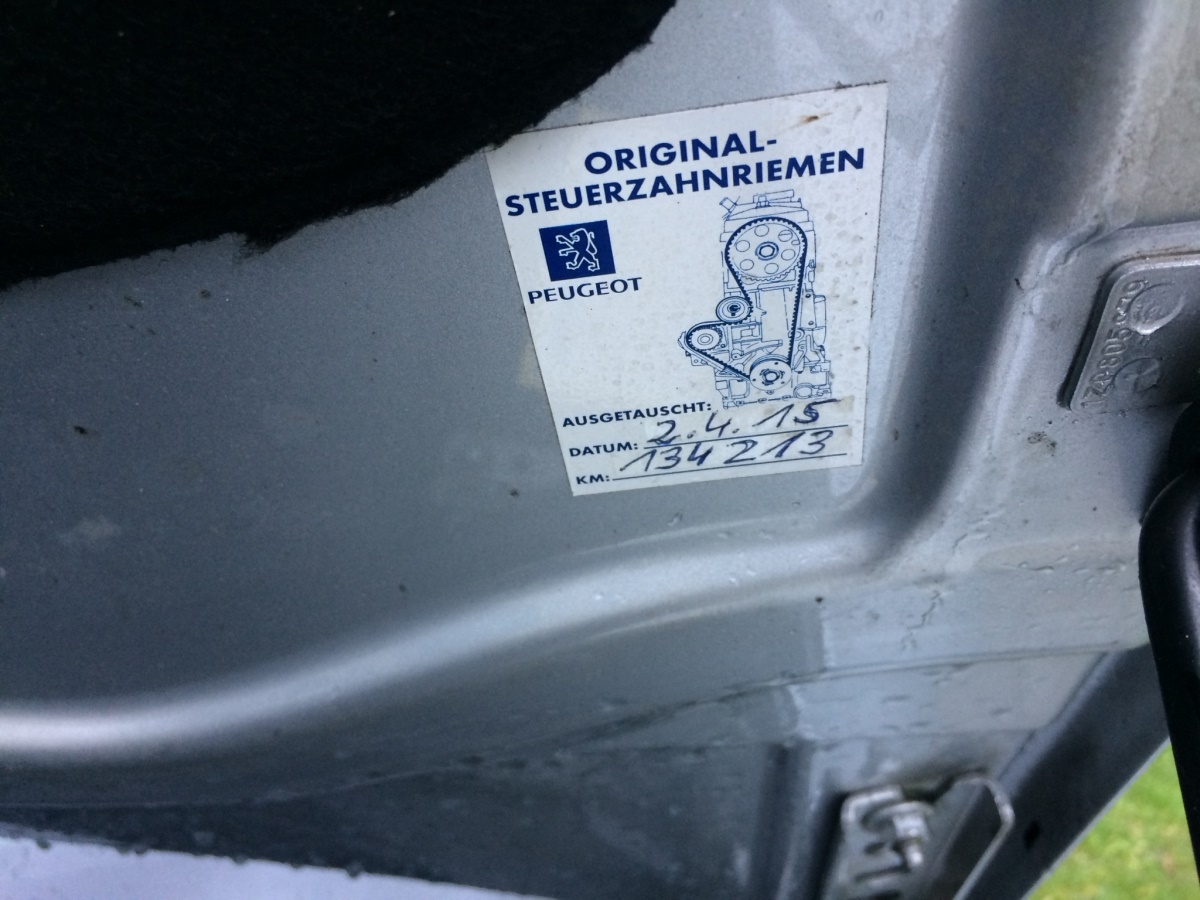 ORIGINAL-
STEUERZAHNRIEMEN
PEUGEOT
AUSGETAUSCHT:
DATUM: 2.4.15
KM: 134213